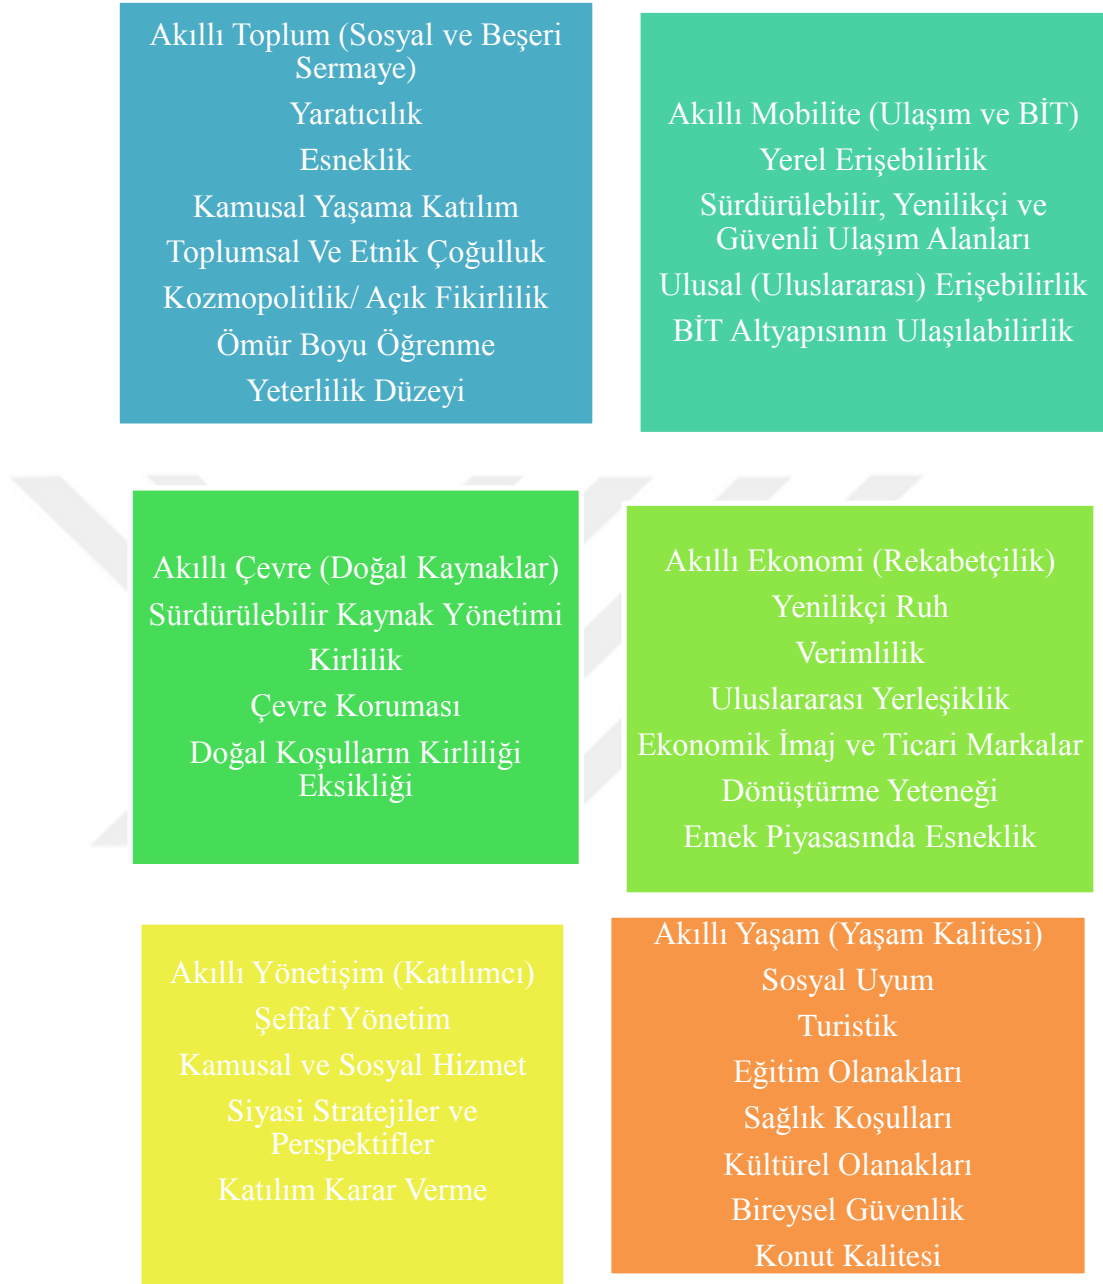 Akıllı Toplum (Sosyal ve Beşeri
Sermaye)
Yaratıcılık
Esneklik
Kamusal Yaşama Katılım
Toplumsal Ve Etnik Çoğulluk
Kozmopolitlik/ Açık Fikirlilik
Ömür Boyu Öğrenme
Yeterlilik Düzeyi
Akıllı Mobilite (Ulaşım ve BİT)
Yerel Erişebilirlik
Sürdürülebilir, Yenilikçi ve
Güvenli Ulaşım Alanları
Ulusal (Uluslararası) Erişebilirlik
BİT Altyapısının Ulaşılabilirlik
Akıllı Çevre (Doğal Kaynaklar)
Sürdürülebilir Kaynak Yönetimi
Kirlilik
Çevre Koruması
Doğal Koşulların Kirliliği
Eksikliği
Akıllı Ekonomi (Rekabetçilik)
Yenilikçi Ruh
Verimlilik
Uluslararası Yerleşiklik
Ekonomik İmaj ve Ticari Markalar
Dönüştürme Yeteneği
Emek Piyasasında Esneklik
Akıllı Yönetişim (Katılımcı)
Şeffaf Yönetim
Kamusal ve Sosyal Hizmet
Siyasi Stratejiler ve
Perspektifler
Katılım Karar Verme
Akıllı Yaşam (Yaşam Kalitesi)
Sosyal Uyum
Turistik
Eğitim Olanakları
Sağlık Koşulları
Kültürel Olanakları
Bireysel Güvenlik
Konut Kalitesi